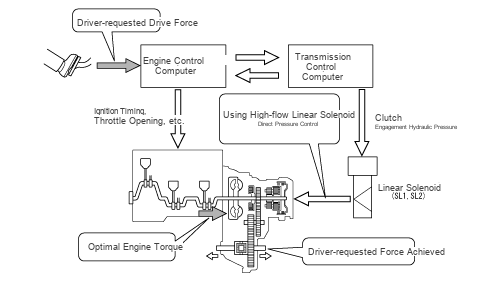 Driver-requested Drive Force
Engine Control
Computer
Transmission
Control
Computer
Ignition Timing,
Throttle Opening, etc.
Using High-flow Linear Solenoid
Direct Pressure Control
Clutch
Engagement Hydraulic Pressure
Linear Solenoid
(SL1, SL2)
Optimal Engine Torque
Driver-requested Force Achieved